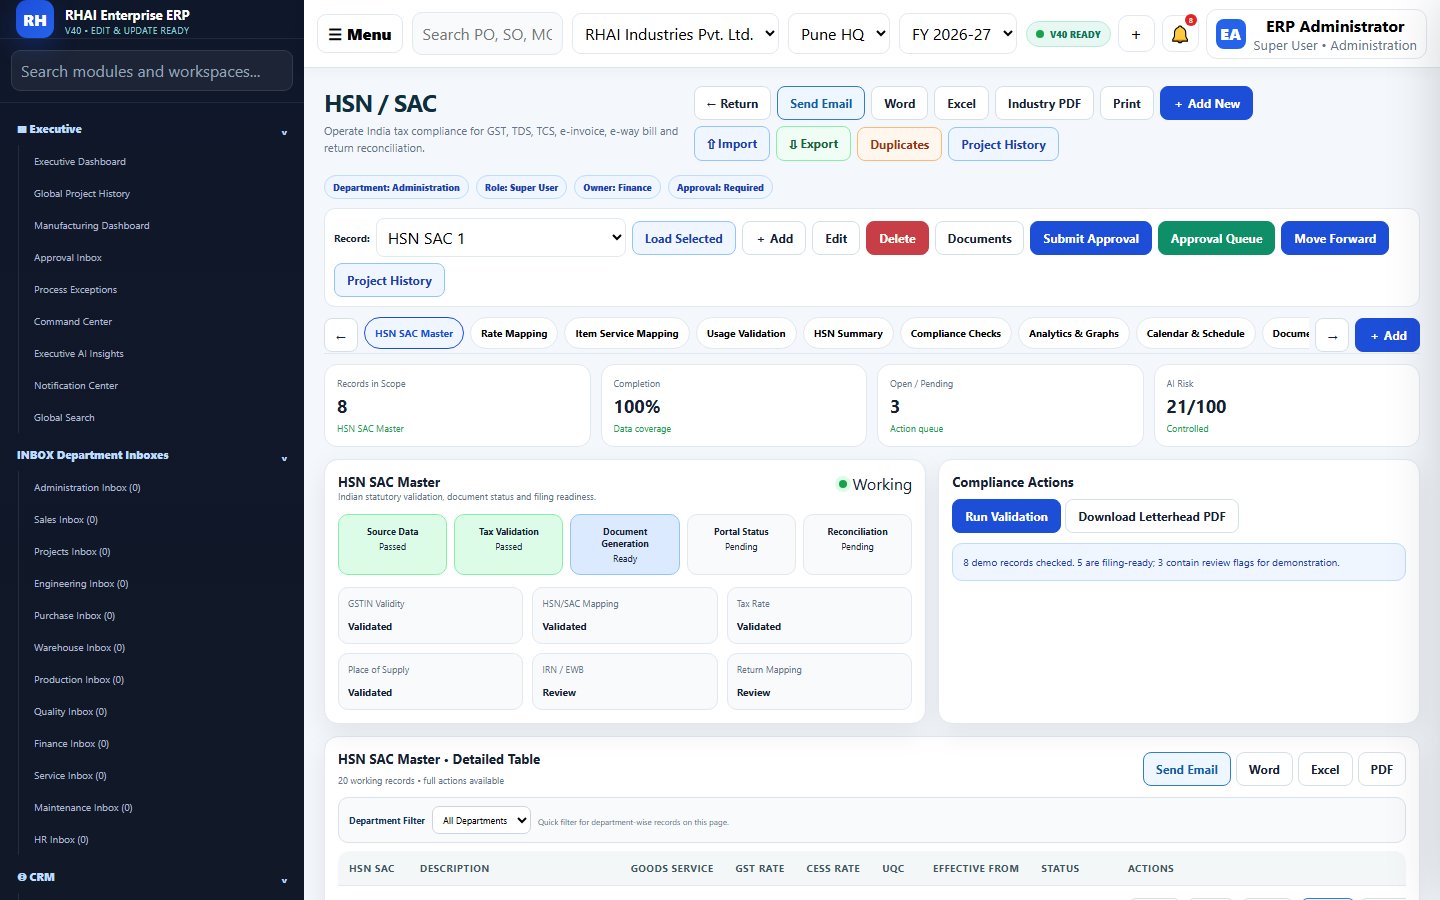 RH
RHAI Enterprise ERP
V40 • EDIT & UPDATE READY
Search modules and workspaces...
Executive
Executive Dashboard
Global Project History
Manufacturing Dashboard
Approval Inbox
Process Exceptions
Command Center
Executive AI Insights
Notification Center
Global Search
INBOX Department Inboxes
Administration Inbox (0)
Sales Inbox (0)
Projects Inbox (0)
Engineering Inbox (0)
Purchase Inbox (0)
Warehouse Inbox (0)
Production Inbox (0)
Quality Inbox (0)
Finance Inbox (0)
Service Inbox (0)
Maintenance Inbox (0)
HR Inbox (0)
CRM
☰ Menu
Search PO, SO, MO
RHAI Industries Pvt. Ltd.
Pune HQ
FY 2026-27
V40 READY
+
8
EA
ERP Administrator
Super User • Administration
HSN / SAC
Operate India tax compliance for GST, TDS, TCS, e-invoice, e-way bill and
return reconciliation.
← Return
Send Email
Word
Excel
Industry PDF
Print
+ Add New
⇧ Import
⇩ Export
Duplicates
Project History
Department: Administration
Role: Super User
Owner: Finance
Approval: Required
Record:
HSN SAC 1
Load Selected
+ Add
Edit
Delete
Documents
Submit Approval
Approval Queue
Move Forward
Project History
←
HSN SAC Master
Rate Mapping
Item Service Mapping
Usage Validation
HSN Summary
Compliance Checks
Analytics & Graphs
Calendar & Schedule
Docume
→
+ Add
Records in Scope
8
HSN SAC Master
Completion
100%
Data coverage
Open / Pending
3
Action queue
AI Risk
21/100
Controlled
HSN SAC Master
Indian statutory validation, document status and filing readiness.
Working
Source Data
Passed
Tax Validation
Passed
Document
Generation
Ready
Portal Status
Pending
Reconciliation
Pending
GSTIN Validity
Validated
HSN/SAC Mapping
Validated
Tax Rate
Validated
Place of Supply
Validated
IRN / EWB
Review
Return Mapping
Review
Compliance Actions
Run Validation
Download Letterhead PDF
8 demo records checked. 5 are filing-ready; 3 contain review flags for demonstration.
HSN SAC Master • Detailed Table
20 working records • full actions available
Send Email
Word
Excel
PDF
Department Filter
All Departments
Quick filter for department-wise records on this page.
HSN SAC
DESCRIPTION
GOODS SERVICE
GST RATE
CESS RATE
UQC
EFFECTIVE FROM
STATUS
ACTIONS